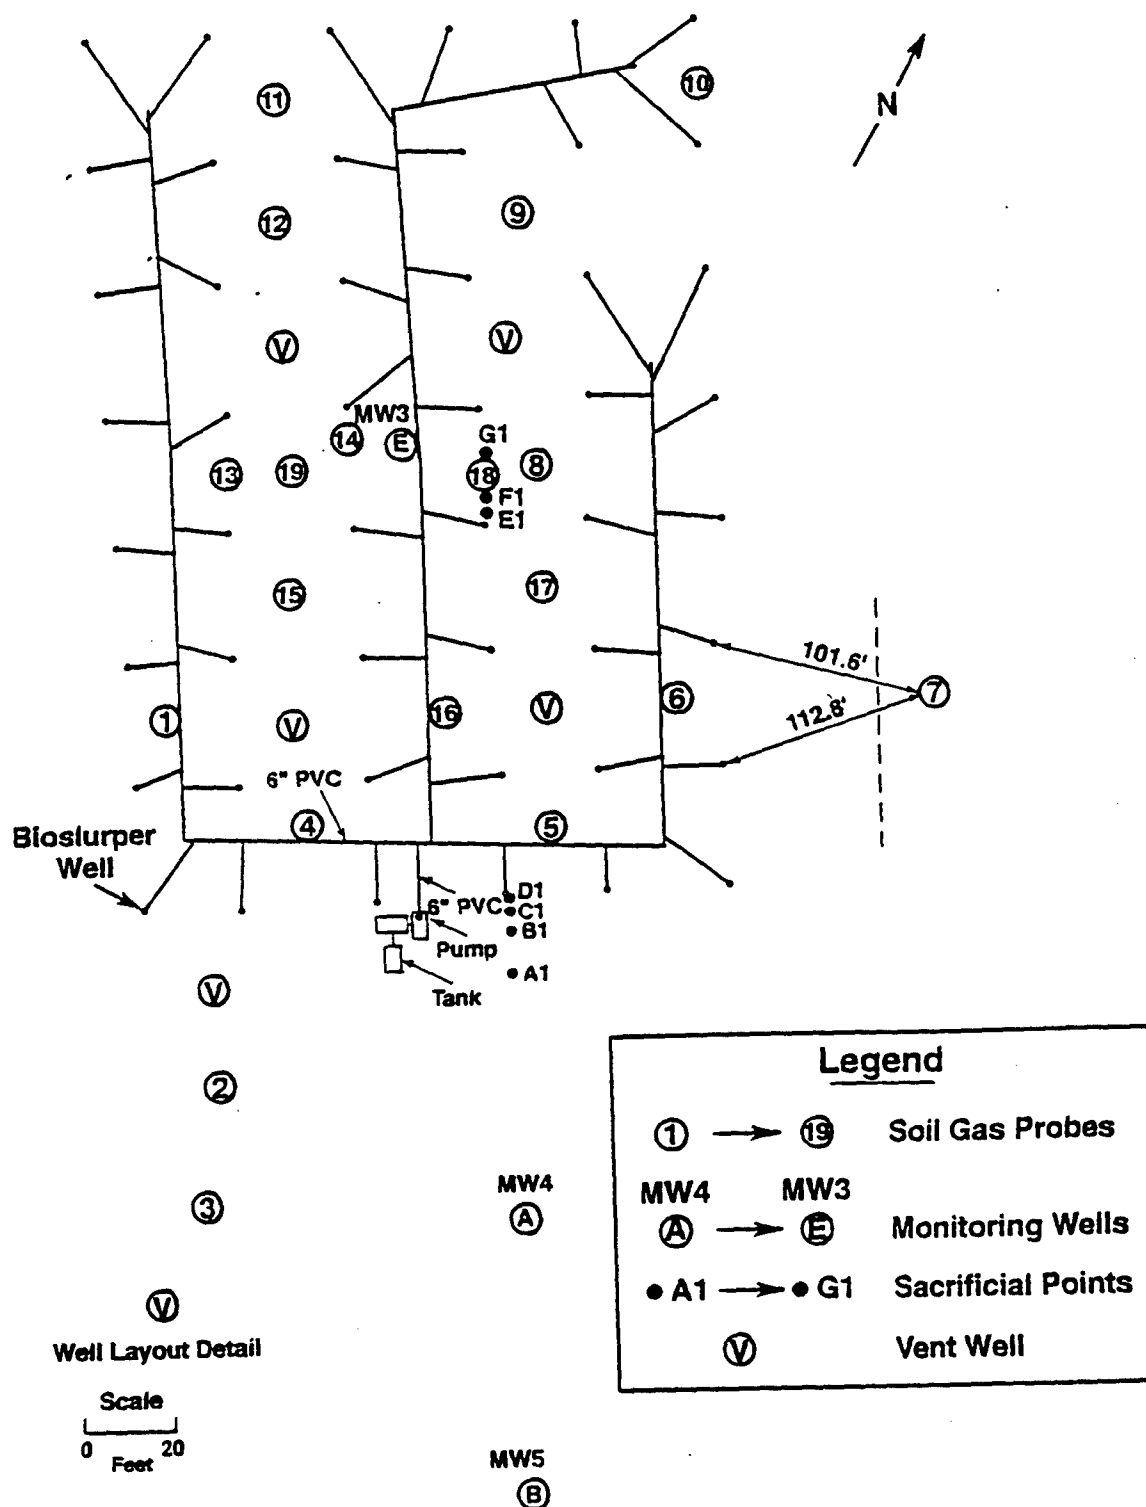 11
10
N
12
9
V
V
MW3
14
E
G1
13
19
18
8
F1
E1
15
17
101.6'
7
112.8'
1
V
16
V
6
6" PVC
4
5
Bioslurper
Well
D1
6" PVC
C1
B1
Pump
A1
Tank
V
2
3
MW4
A
V
Well Layout Detail
Scale
0 20
Feet
MW5
B
Legend
1 19 Soil Gas Probes
MW4 MW3
A E Monitoring Wells
A1 G1 Sacrificial Points
V Vent Well